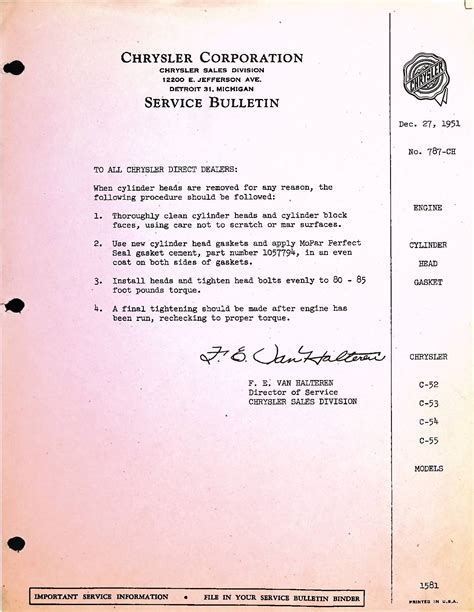 CHRYSLER CORPORATION
CHRYSLER SALES DIVISION
12200 E. JEFFERSON AVE.
DETROIT 31, MICHIGAN
SERVICE BULLETIN
CHRYSLER
Dec. 27, 1951
No. 787-CH
TO ALL CHRYSLER DIRECT DEALERS:
When cylinder heads are removed for any reason, the
following procedure should be followed:
1. Thoroughly clean cylinder heads and cylinder block
faces, using care not to scratch or mar surfaces.
2. Use new cylinder head gaskets and apply MoPar Perfect
Seal gasket cement, part number 1057794, in an even
coat on both sides of gaskets.
3. Install heads and tighten head bolts evenly to 80 - 85
foot pounds torque.
4. A final tightening should be made after engine has
been run, rechecking to proper torque.
F. E. Van Halteren
F. E. VAN HALTEREN
Director of Service
CHRYSLER SALES DIVISION
ENGINE
CYLINDER
HEAD
GASKET
CHRYSLER
C-52
C-53
C-54
C-55
MODELS
1581
IMPORTANT SERVICE INFORMATION • FILE IN YOUR SERVICE BULLETIN BINDER
PRINTED IN U.S.A.